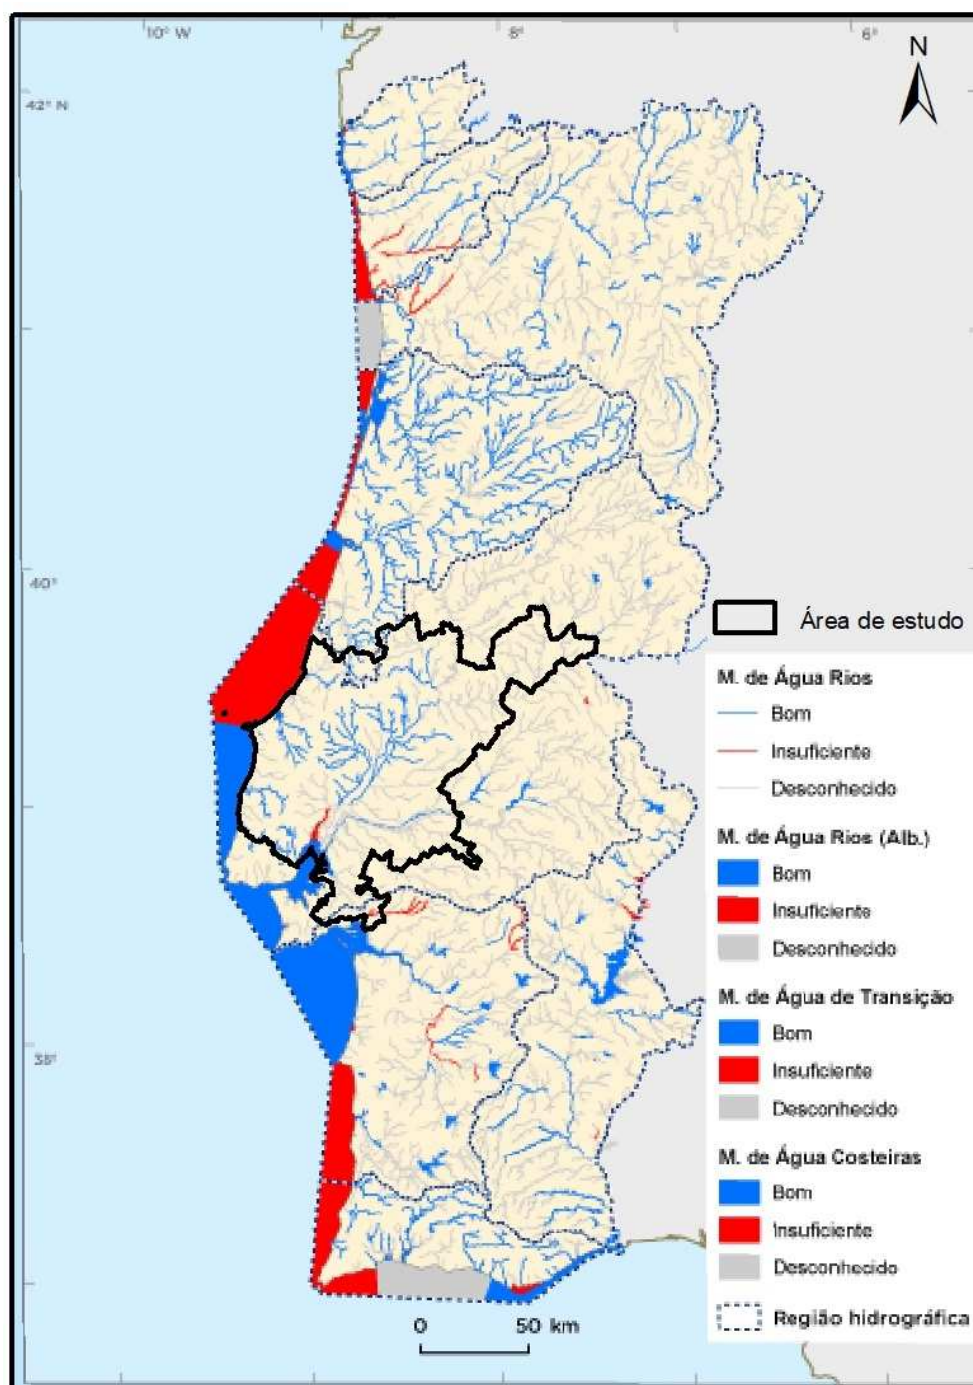 10° W
8°
6°
N
42° N
40°
Área de estudo
M. de Água Rios
Bom
Insuficiente
Desconhecido
M. de Água Rios (Alb.)
Bom
Insuficiente
Desconhecido
M. de Água de Transição
Bom
Insuficiente
Desconhecido
38°
M. de Água Costeiras
Bom
Insuficiente
Desconhecido
Região hidrográfica
0 50 km